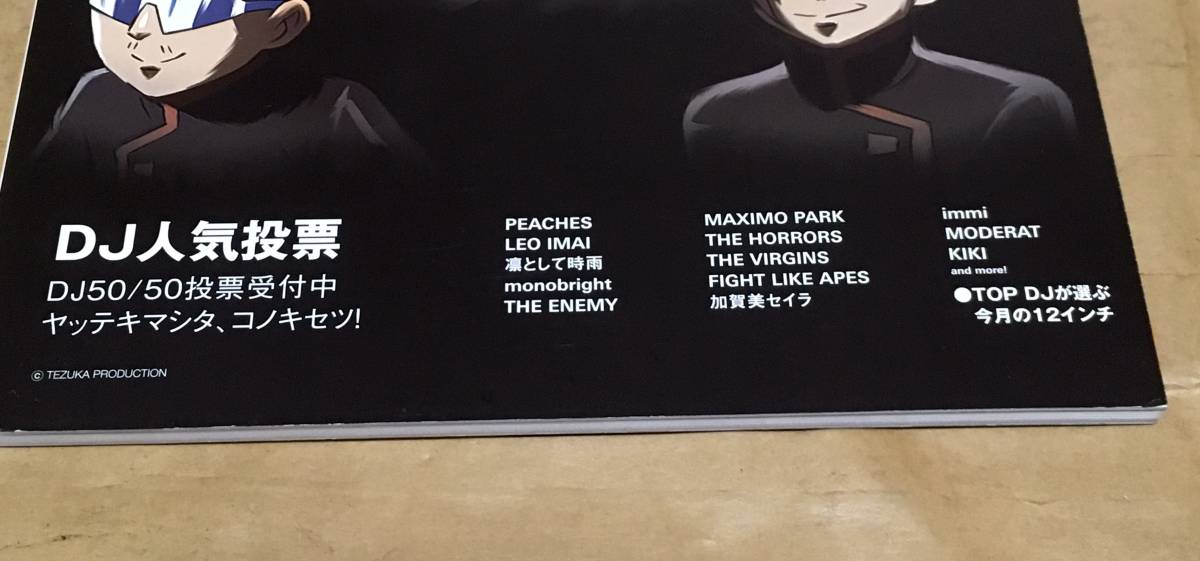 DJ人気投票
DJ50/50投票受付中
ヤッテキマシタ、コノキセツ!
© TEZUKA PRODUCTION
PEACHES
LEO IMAI
凛として時雨
monobright
THE ENEMY
MAXIMO PARK
THE HORRORS
THE VIRGINS
FIGHT LIKE APES
加賀美セイラ
immi
MODERAT
KIKI
and more!
●TOP DJが選ぶ
今月の12インチ